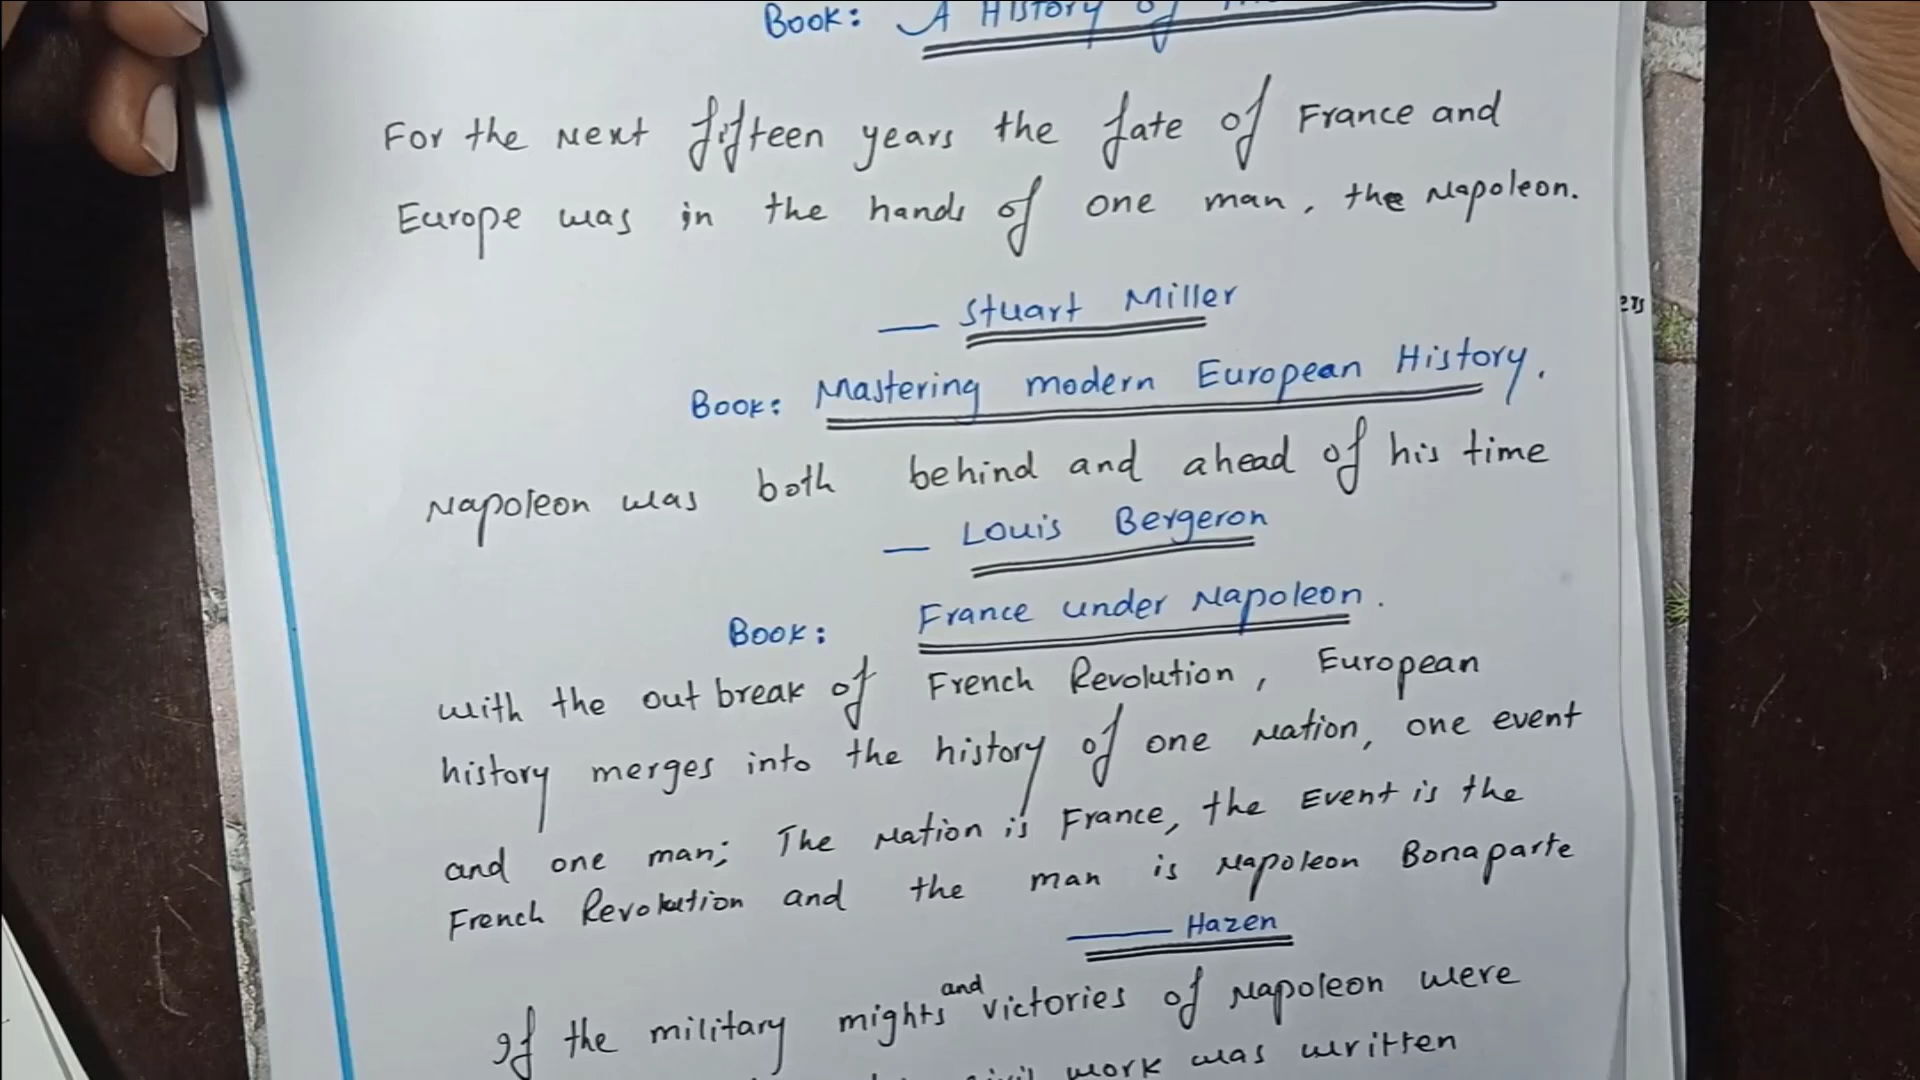 Book: A History of
For the Next fifteen years the fate of France and
Europe was in the hands of one man, the Napoleon.
— Stuart Miller
Book: Mastering modern European History.
Napoleon was both behind and ahead of his time
— Louis Bergeron
Book: France under Napoleon.
with the out break of French Revolution, European
history merges into the history of one Nation, one event
and one man; The Nation is France, the Event is the
French Revolution and the man is Napoleon Bonaparte
— Hazen
If the military mights and victories of Napoleon were
civil work was written